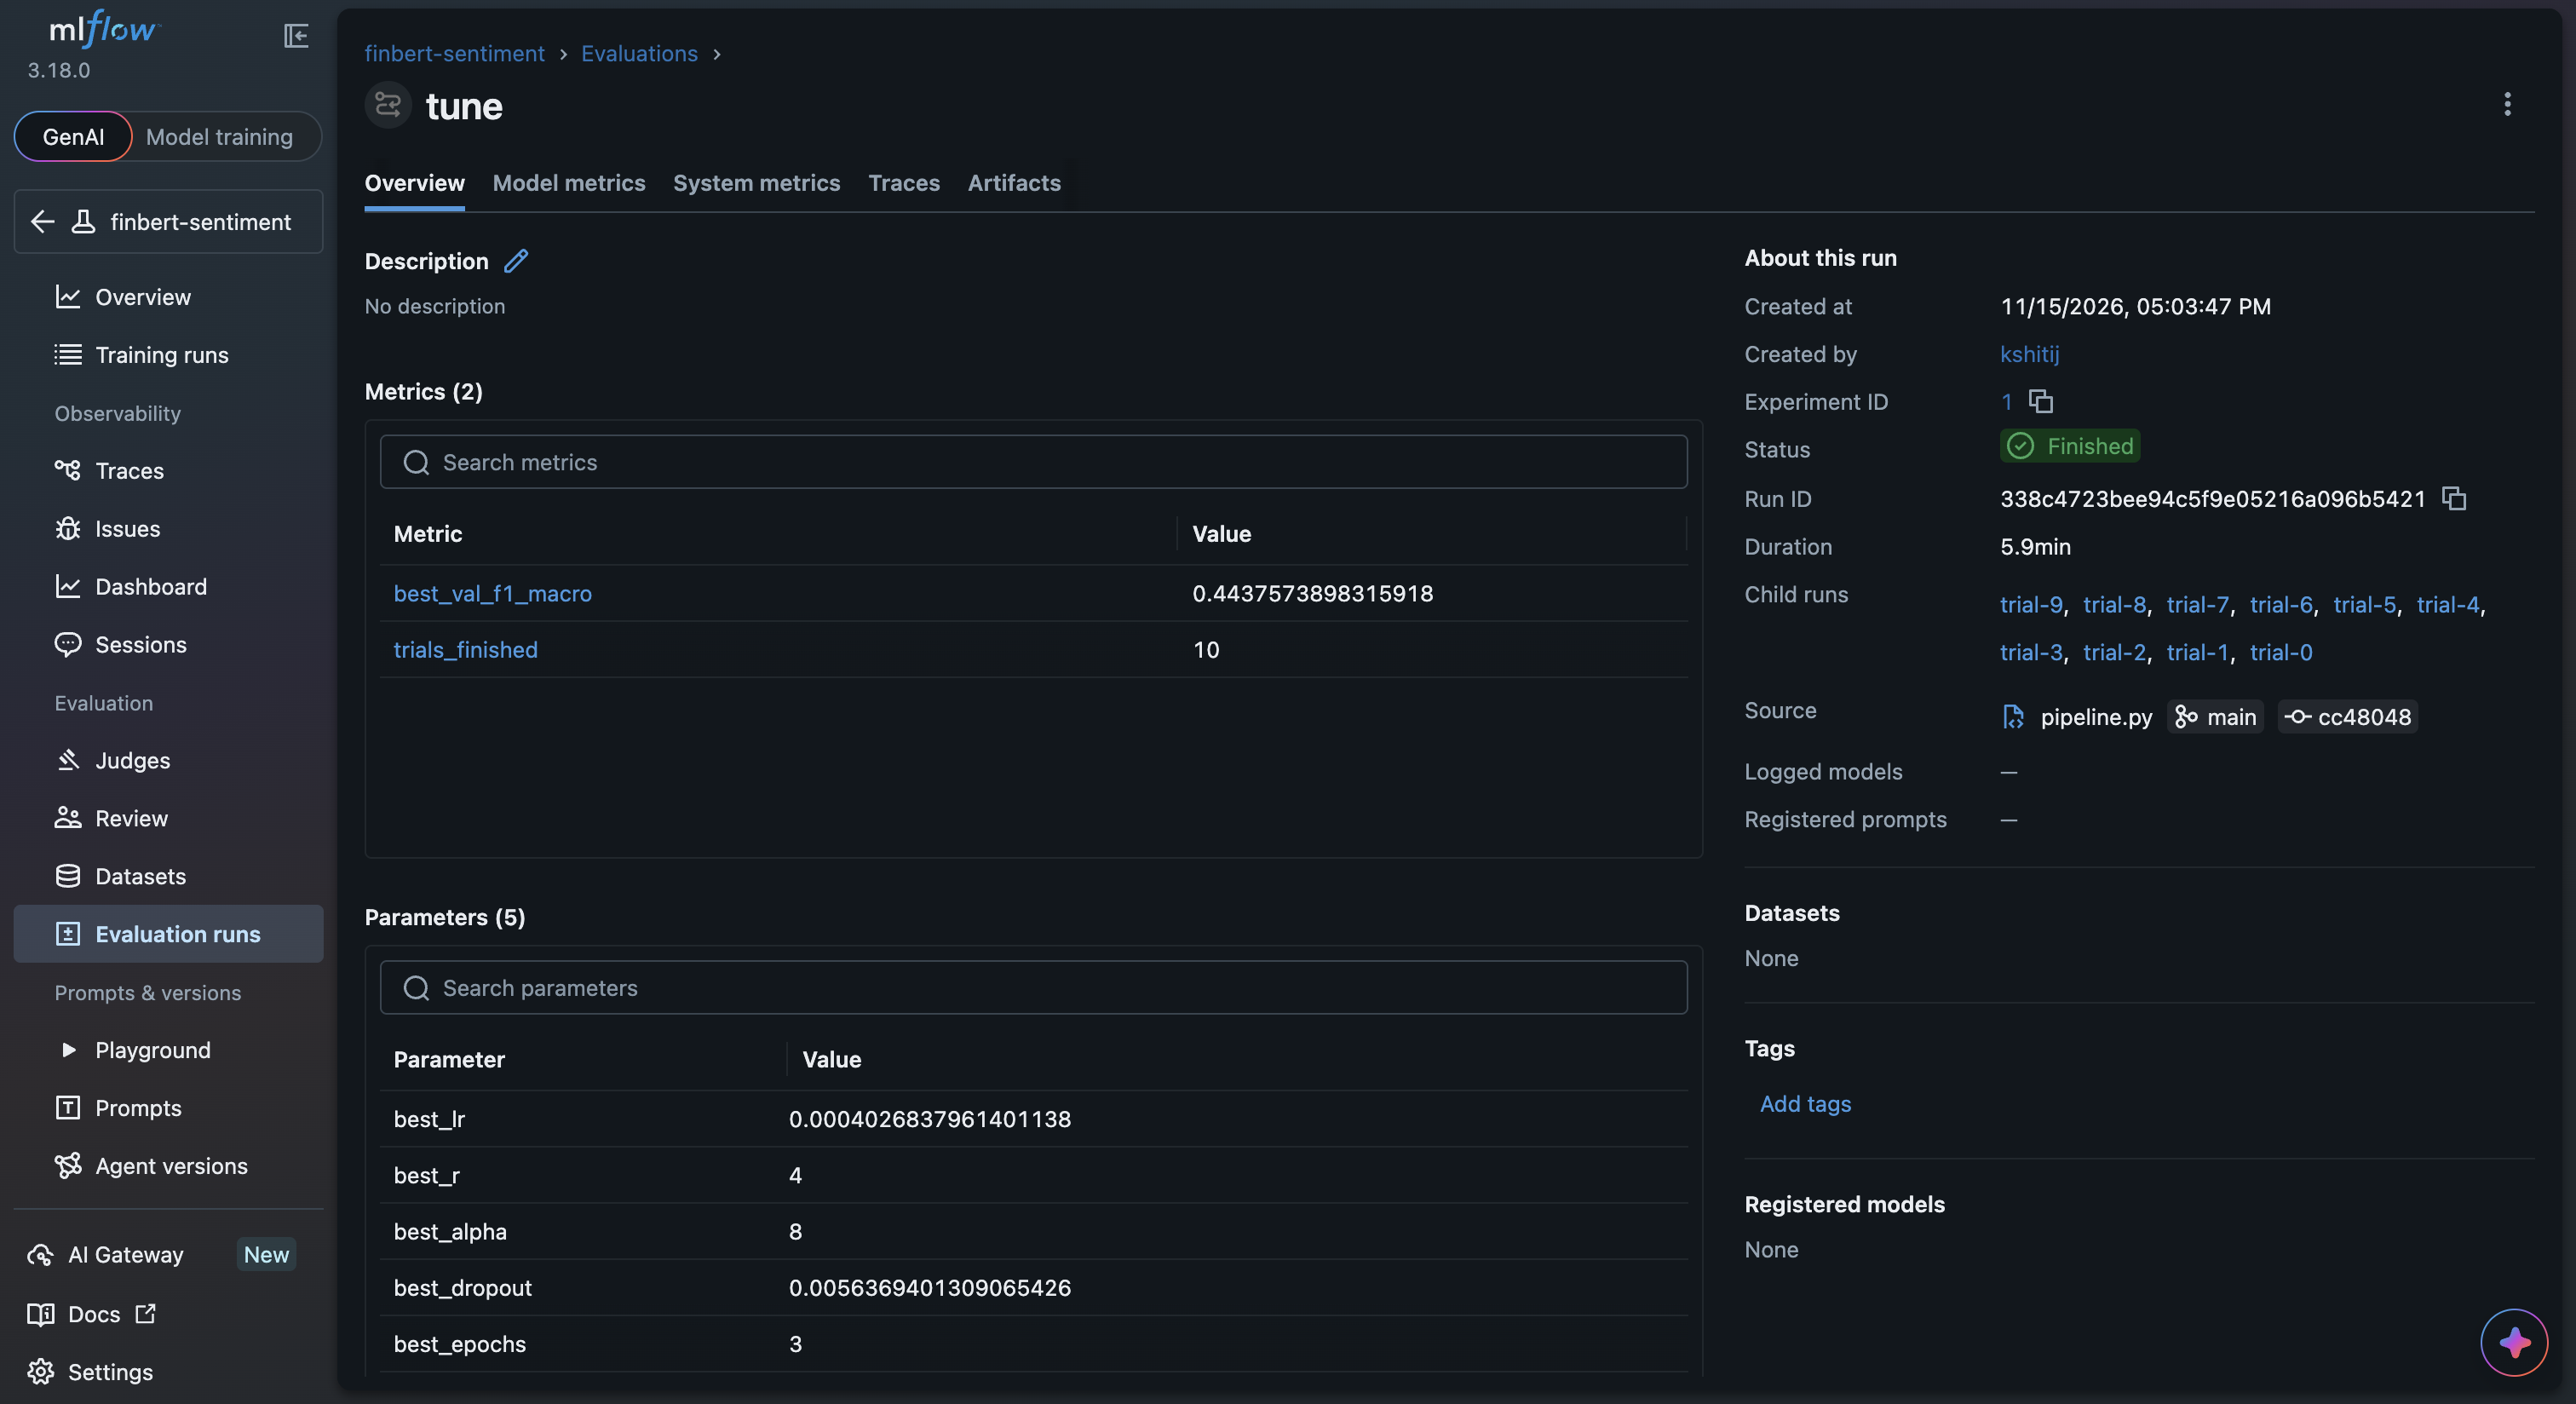 mlflow
3.18.0
GenAI
Model training
finbert-sentiment
Overview
Training runs
Observability
Traces
Issues
Dashboard
Sessions
Evaluation
Judges
Review
Datasets
Evaluation runs
Prompts & versions
Playground
Prompts
Agent versions
AI Gateway New
Docs
Settings
finbert-sentiment > Evaluations >
tune
Overview Model metrics System metrics Traces Artifacts
Description
No description
Metrics (2)
Search metrics
Metric Value
best_val_f1_macro 0.4437573898315918
trials_finished 10
Parameters (5)
Search parameters
Parameter Value
best_lr 0.0004026837961401138
best_r 4
best_alpha 8
best_dropout 0.0056369401309065426
best_epochs 3
About this run
Created at 11/15/2026, 05:03:47 PM
Created by kshitij
Experiment ID 1
Status Finished
Run ID 338c4723bee94c5f9e05216a096b5421
Duration 5.9min
Child runs trial-9, trial-8, trial-7, trial-6, trial-5, trial-4,
trial-3, trial-2, trial-1, trial-0
Source pipeline.py main cc48048
Logged models —
Registered prompts —
Datasets
None
Tags
Add tags
Registered models
None